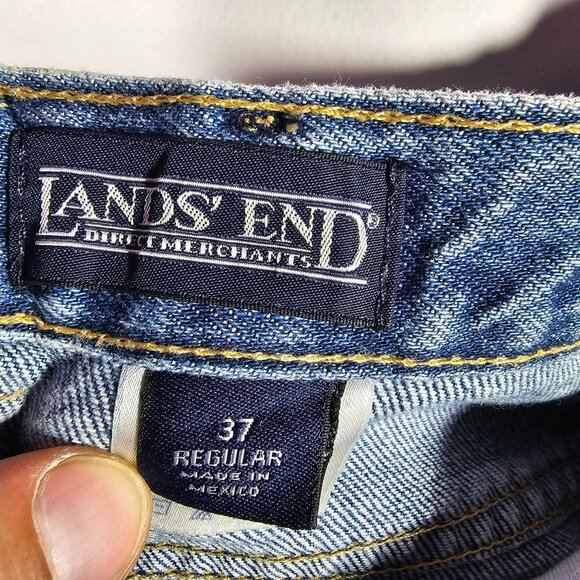 LANDS' END®
DIRECT MERCHANTS
37
REGULAR
MADE IN
MEXICO